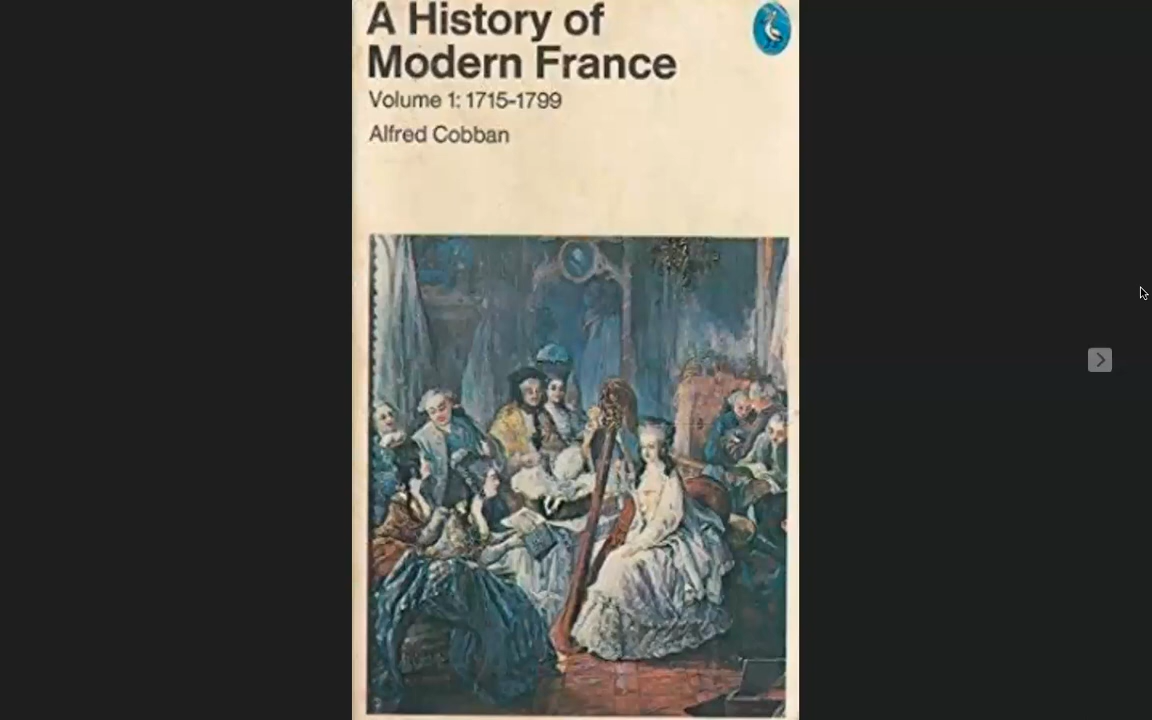 A History of
Modern France
Volume 1: 1715-1799
Alfred Cobban